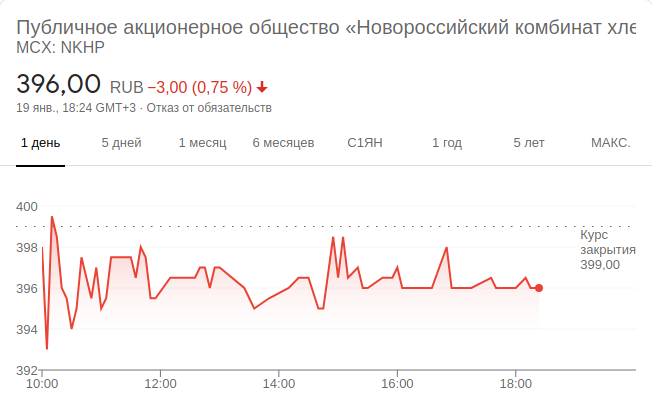 Публичное акционерное общество «Новороссийский комбинат хле
MCX: NKHP
396,00 RUB −3,00 (0,75 %)
19 янв., 18:24 GMT+3 · Отказ от обязательств
1 день 5 дней 1 месяц 6 месяцев С1ЯН 1 год 5 лет МАКС.
400
Курс
398
закрытия
399,00
396
394
392
10:00 12:00 14:00 16:00 18:00